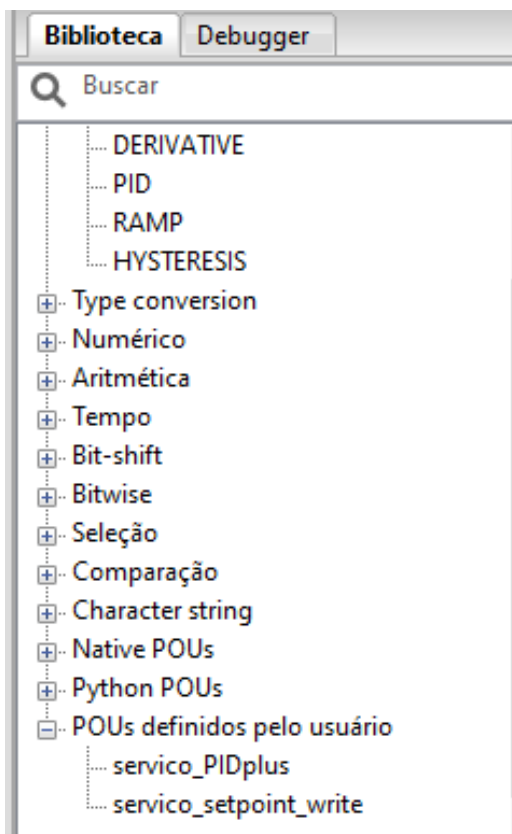 Biblioteca Debugger
Buscar
DERIVATIVE
PID
RAMP
HYSTERESIS
Type conversion
Numérico
Aritmética
Tempo
Bit-shift
Bitwise
Seleção
Comparação
Character string
Native POUs
Python POUs
POUs definidos pelo usuário
servico_PIDplus
servico_setpoint_write